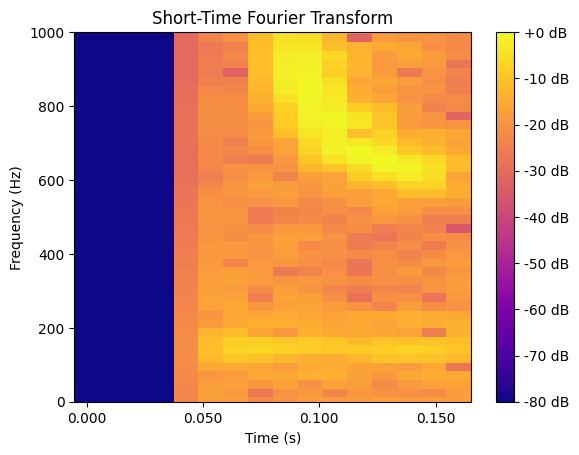 Short-Time Fourier Transform
1000
800
600
400
200
0
Frequency (Hz)
0.000
0.050
0.100
0.150
Time (s)
+0 dB
-10 dB
-20 dB
-30 dB
-40 dB
-50 dB
-60 dB
-70 dB
-80 dB